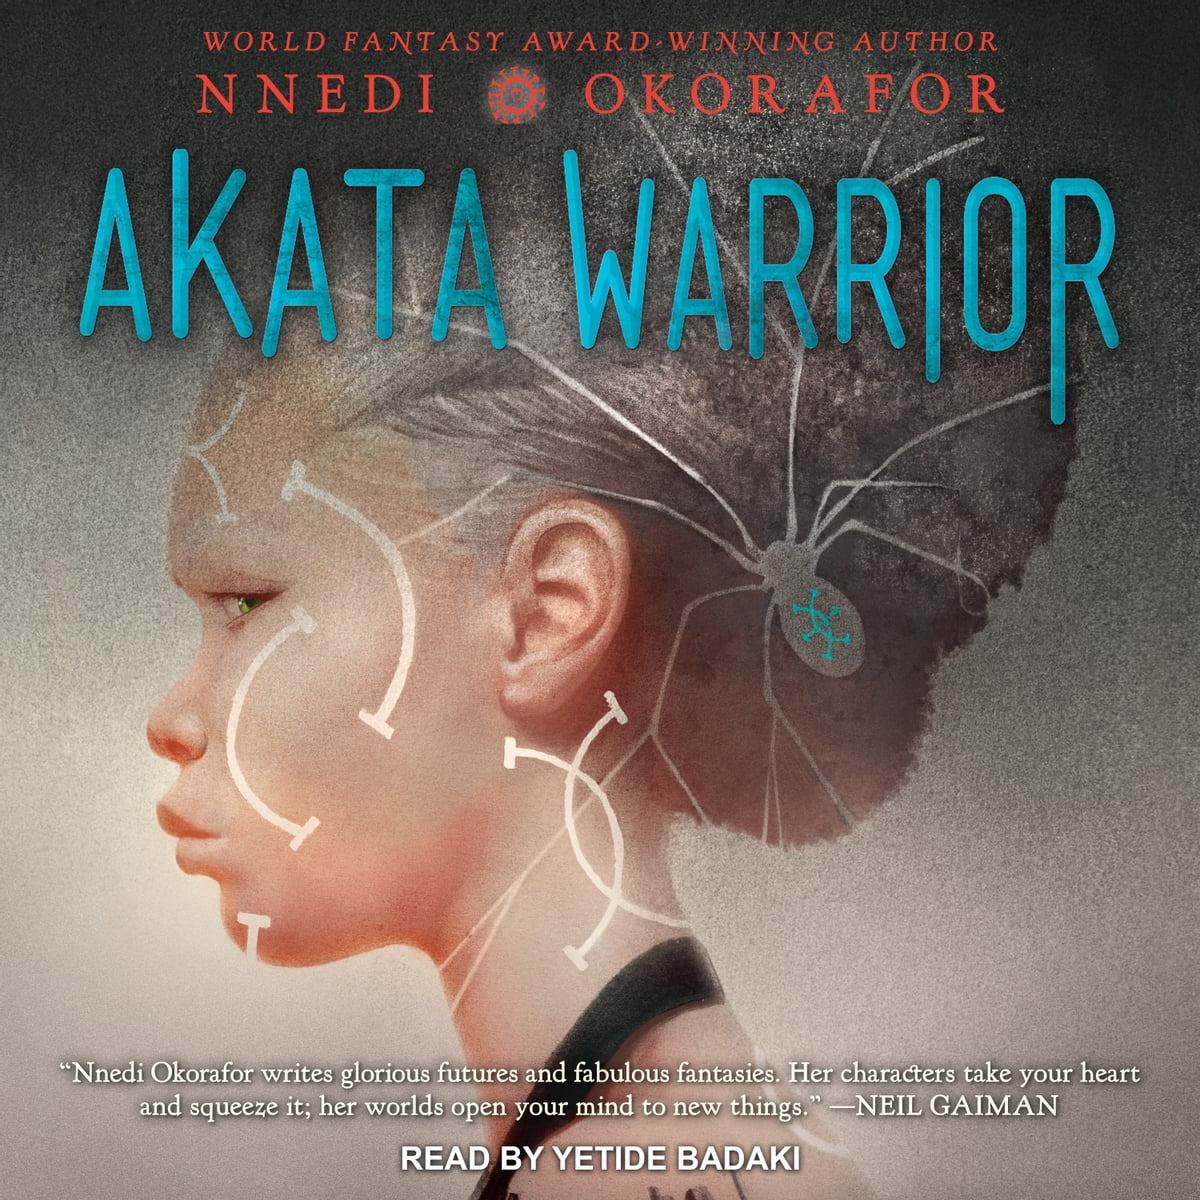 WORLD FANTASY AWARD-WINNING AUTHOR
NNEDI OKORAFOR
AKATA WARRIOR
“Nnedi Okorafor writes glorious futures and fabulous fantasies. Her characters take your heart
and squeeze it; her worlds open your mind to new things.” —NEIL GAIMAN
READ BY YETIDE BADAKI